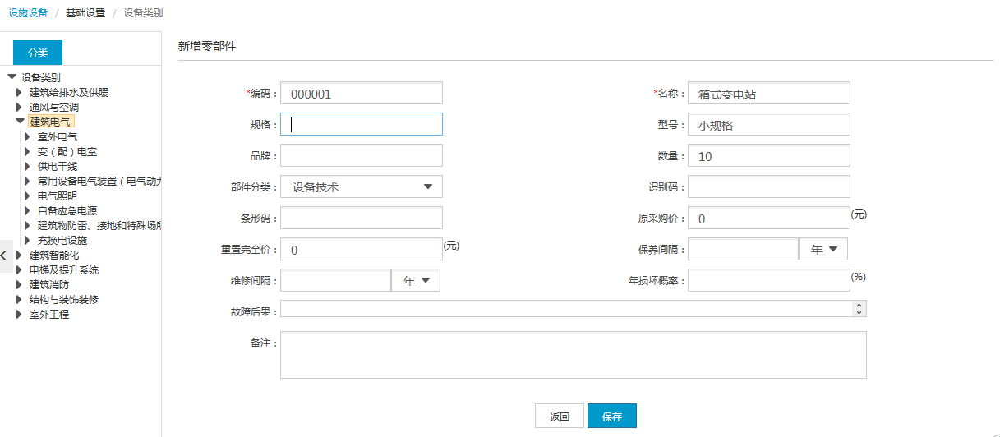 设施设备 / 基础设置 / 设备类别
分类
设备类别
建筑给排水及供暖
通风与空调
建筑电气
室外电气
变（配）电室
供电干线
常用设备电气装置（电气动力
电气照明
自备应急电源
建筑物防雷、接地和特殊场所
充换电设施
建筑智能化
电梯及提升系统
建筑消防
结构与装饰装修
室外工程
新增零部件
*编码： 000001 *名称： 箱式变电站
规格： 型号： 小规格
品牌： 数量： 10
部件分类： 设备技术 识别码：
条形码： 原采购价： 0 (元)
重置完全价： 0 (元) 保养间隔： 年
维修间隔： 年 年损坏概率： (%)
故障后果：
备注：
返回 保存